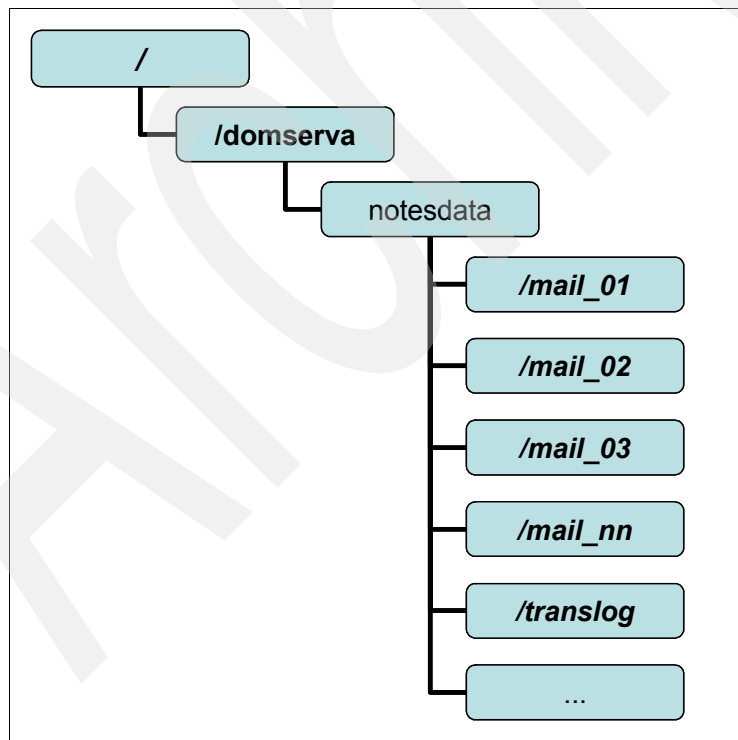 /
/domserva
notesdata
/mail_01
/mail_02
/mail_03
/mail_nn
/translog
...